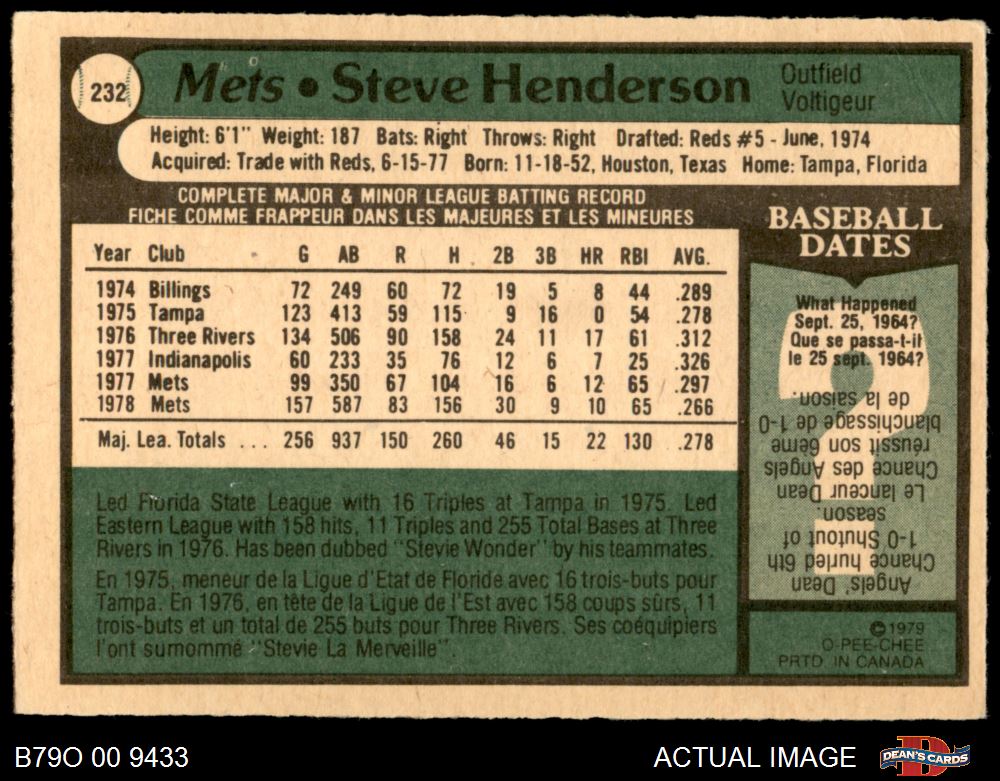 232
Mets • Steve Henderson
Outfield
Voltigeur
Height: 6'1" Weight: 187 Bats: Right Throws: Right Drafted: Reds #5 - June, 1974
Acquired: Trade with Reds, 6-15-77 Born: 11-18-52, Houston, Texas Home: Tampa, Florida
COMPLETE MAJOR & MINOR LEAGUE BATTING RECORD
FICHE COMME FRAPPEUR DANS LES MAJEURES ET LES MINEURES
Year Club G AB R H 2B 3B HR RBI AVG.
1974 Billings 72 249 60 72 19 5 8 44 .289
1975 Tampa 123 413 59 115 9 16 0 54 .278
1976 Three Rivers 134 506 90 158 24 11 17 61 .312
1977 Indianapolis 60 233 35 76 12 6 7 25 .326
1977 Mets 99 350 67 104 16 6 12 65 .297
1978 Mets 157 587 83 156 30 9 10 65 .266
Maj. Lea. Totals ... 256 937 150 260 46 15 22 130 .278
Led Florida State League with 16 Triples at Tampa in 1975. Led
Eastern League with 158 hits, 11 Triples and 255 Total Bases at Three
Rivers in 1976. Has been dubbed "Stevie Wonder" by his teammates.
En 1975, meneur de la Ligue d'Etat de Floride avec 16 trois-buts pour
Tampa. En 1976, en tête de la Ligue de l'Est avec 158 coups sûrs, 11
trois-buts et un total de 255 buts pour Three Rivers. Ses coéquipiers
l'ont surnommé "Stevie La Merveille".
BASEBALL
DATES
What Happened
Sept. 25, 1964?
Que se passa-t-il
le 25 sept. 1964?
Angels' Dean
Chance hurled 6th
1-0 Shutout of
season.
Le lanceur Dean
Chance des Angels
réussit son 6ème
blanchissage de 1-0
de la saison.
©1979
O-PEE-CHEE
PRTD. IN CANADA
B79O 00 9433
ACTUAL IMAGE
DEAN'S CARDS